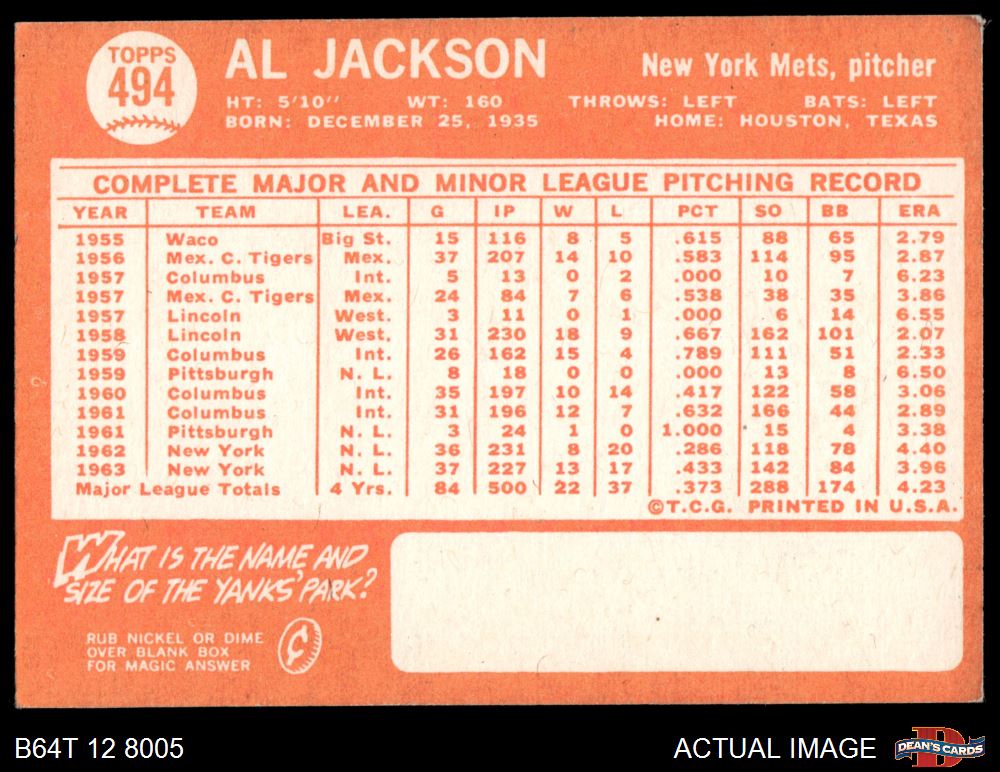 TOPPS
494
AL JACKSON
New York Mets, pitcher
HT: 5'10" WT: 160 THROWS: LEFT BATS: LEFT
BORN: DECEMBER 25, 1935 HOME: HOUSTON, TEXAS
COMPLETE MAJOR AND MINOR LEAGUE PITCHING RECORD
YEAR TEAM LEA. G IP W L PCT SO BB ERA
1955 Waco Big St. 15 116 8 5 .615 88 65 2.79
1956 Mex. C. Tigers Mex. 37 207 14 10 .583 114 95 2.87
1957 Columbus Int. 5 13 0 2 .000 10 7 6.23
1957 Mex. C. Tigers Mex. 24 84 7 6 .538 38 35 3.86
1957 Lincoln West. 3 11 0 1 .000 6 14 6.55
1958 Lincoln West. 31 230 18 9 .667 162 101 2.07
1959 Columbus Int. 26 162 15 4 .789 111 51 2.33
1959 Pittsburgh N. L. 8 18 0 0 .000 13 8 6.50
1960 Columbus Int. 35 197 10 14 .417 122 58 3.06
1961 Columbus Int. 31 196 12 7 .632 166 44 2.89
1961 Pittsburgh N. L. 3 24 1 0 1.000 15 4 3.38
1962 New York N. L. 36 231 8 20 .286 118 78 4.40
1963 New York N. L. 37 227 13 17 .433 142 84 3.96
Major League Totals 4 Yrs. 84 500 22 37 .373 288 174 4.23
©T.C.G. PRINTED IN U.S.A.
WHAT IS THE NAME AND
SIZE OF THE YANKS' PARK?
RUB NICKEL OR DIME
OVER BLANK BOX
FOR MAGIC ANSWER
¢
B64T 12 8005 ACTUAL IMAGE
DEAN'S CARDS